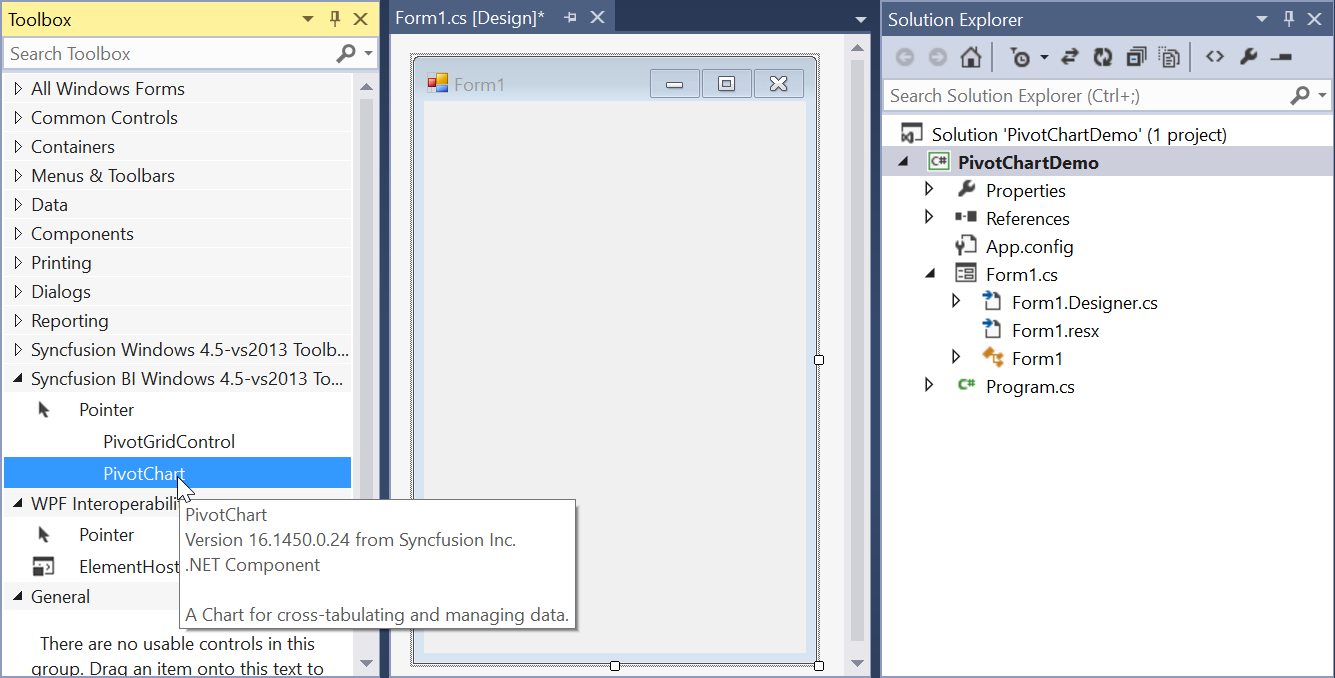 Toolbox
Search Toolbox
All Windows Forms
Common Controls
Containers
Menus & Toolbars
Data
Components
Printing
Dialogs
Reporting
Syncfusion Windows 4.5-vs2013 Toolb...
Syncfusion BI Windows 4.5-vs2013 To...
Pointer
PivotGridControl
PivotChart
WPF Interoperabili
Pointer
ElementHost
General
There are no usable controls in this
group. Drag an item onto this text to
PivotChart
Version 16.1450.0.24 from Syncfusion Inc.
.NET Component
A Chart for cross-tabulating and managing data.
Form1.cs [Design]*
Form1
Solution Explorer
Search Solution Explorer (Ctrl+;)
Solution 'PivotChartDemo' (1 project)
C# PivotChartDemo
Properties
References
App.config
Form1.cs
Form1.Designer.cs
Form1.resx
Form1
C# Program.cs